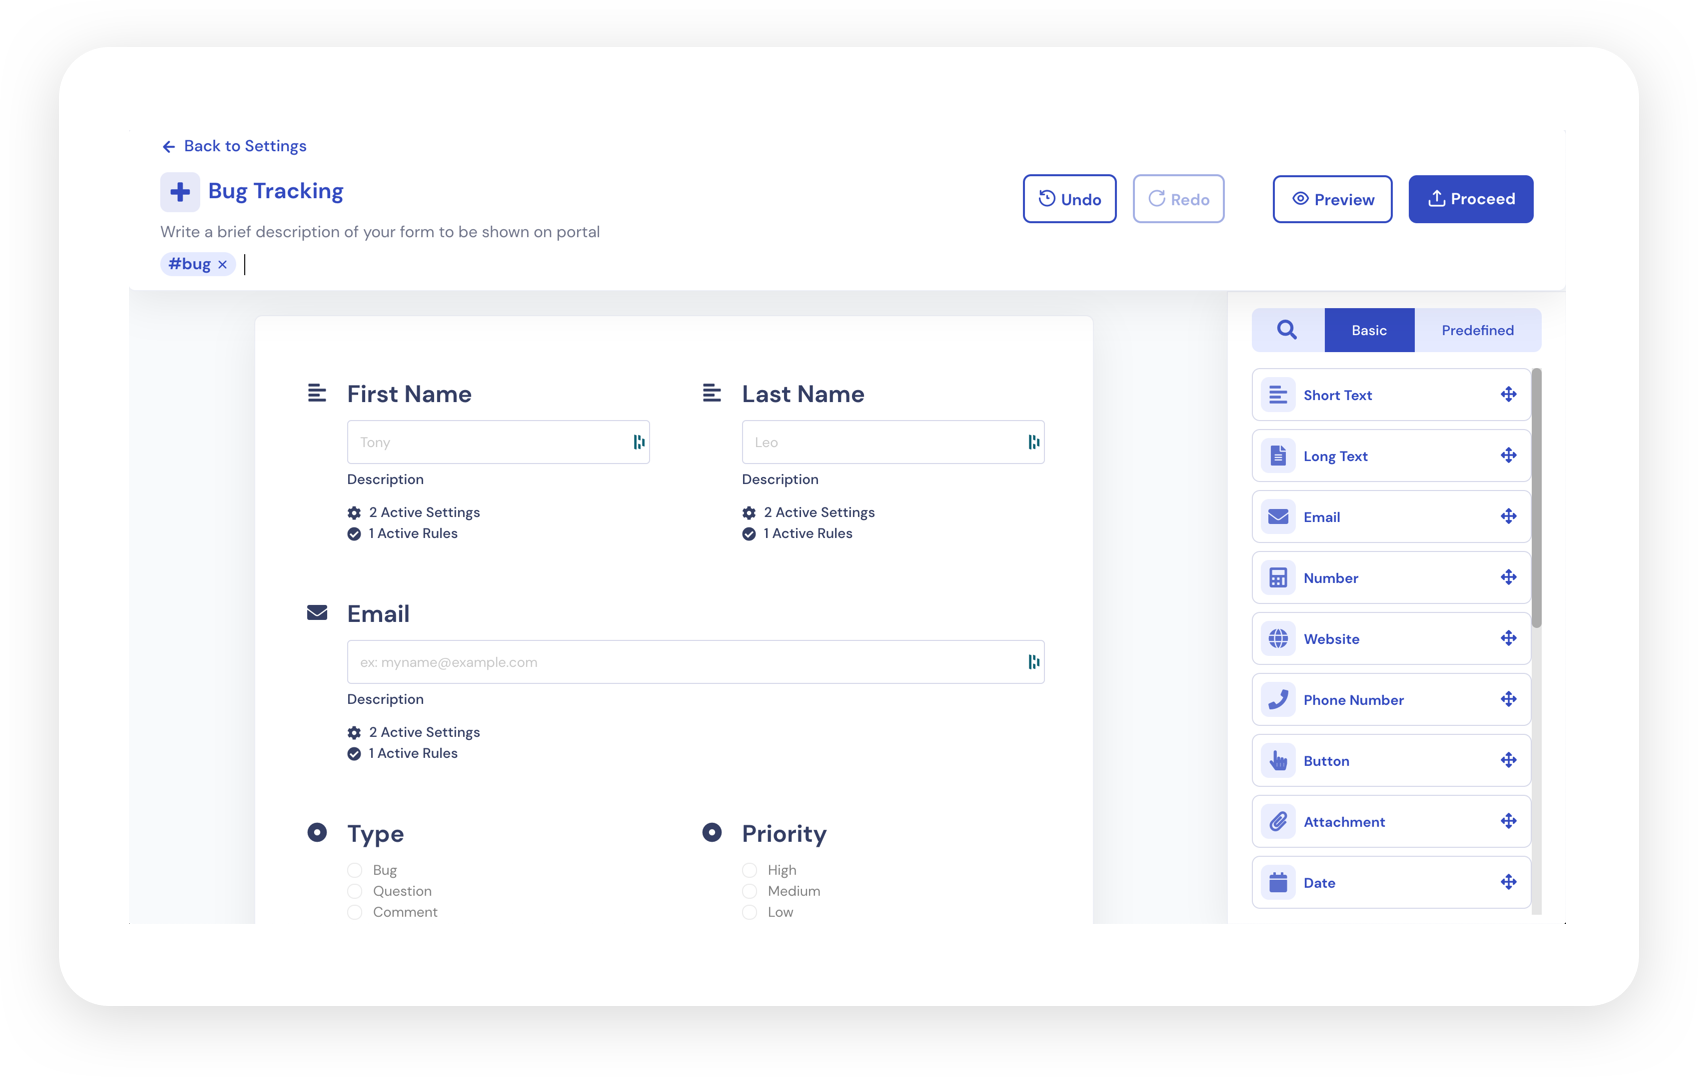 Back to Settings
Bug Tracking
Write a brief description of your form to be shown on portal
#bug ×
Undo
Redo
Preview
Proceed
First Name
Tony
Description
2 Active Settings
1 Active Rules
Last Name
Leo
Description
2 Active Settings
1 Active Rules
Email
ex: myname@example.com
Description
2 Active Settings
1 Active Rules
Type
Bug
Question
Comment
Priority
High
Medium
Low
Basic
Predefined
Short Text
Long Text
Email
Number
Website
Phone Number
Button
Attachment
Date